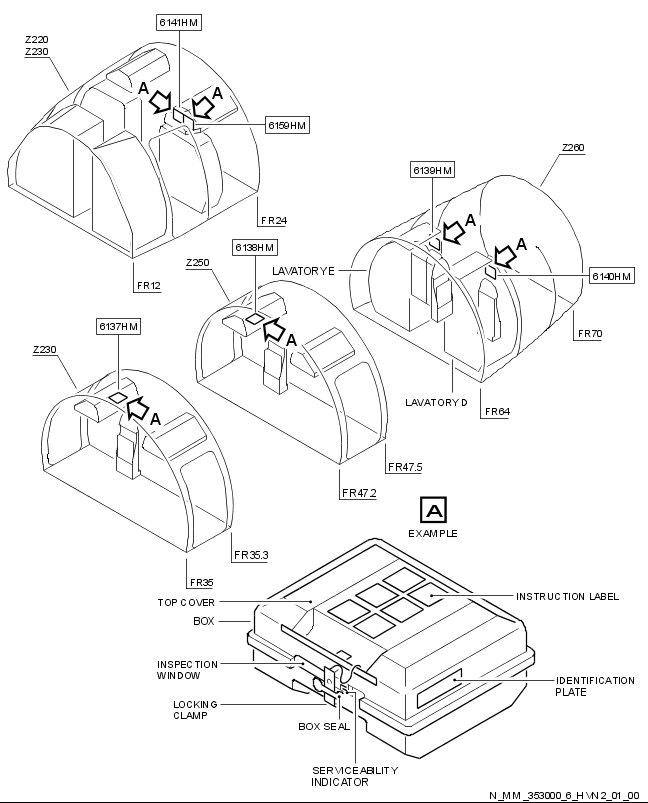 6141HM
Z220
Z230
A
A
6159HM
6139HM
Z260
A
FR24
A
6138HM
Z250
LAVATORY E
6140HM
FR12
6137HM
FR70
Z230
A
LAVATORY D
FR64
A
FR47.5
FR47.2
A
EXAMPLE
FR35.3
FR35
TOP COVER
INSTRUCTION LABEL
BOX
INSPECTION
WINDOW
IDENTIFICATION
PLATE
LOCKING
CLAMP
BOX SEAL
SERVICEABILITY
INDICATOR
N_MM_353000_6_HVN2_01_00